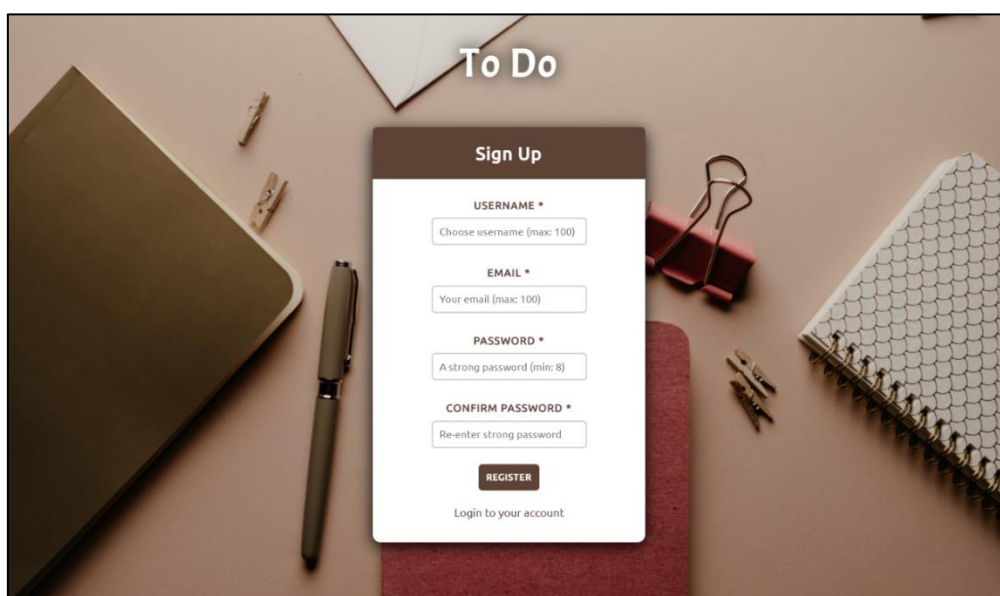 To Do
Sign Up
USERNAME *
Choose username (max: 100)
EMAIL *
Your email (max: 100)
PASSWORD *
A strong password (min: 8)
CONFIRM PASSWORD *
Re-enter strong password
REGISTER
Login to your account